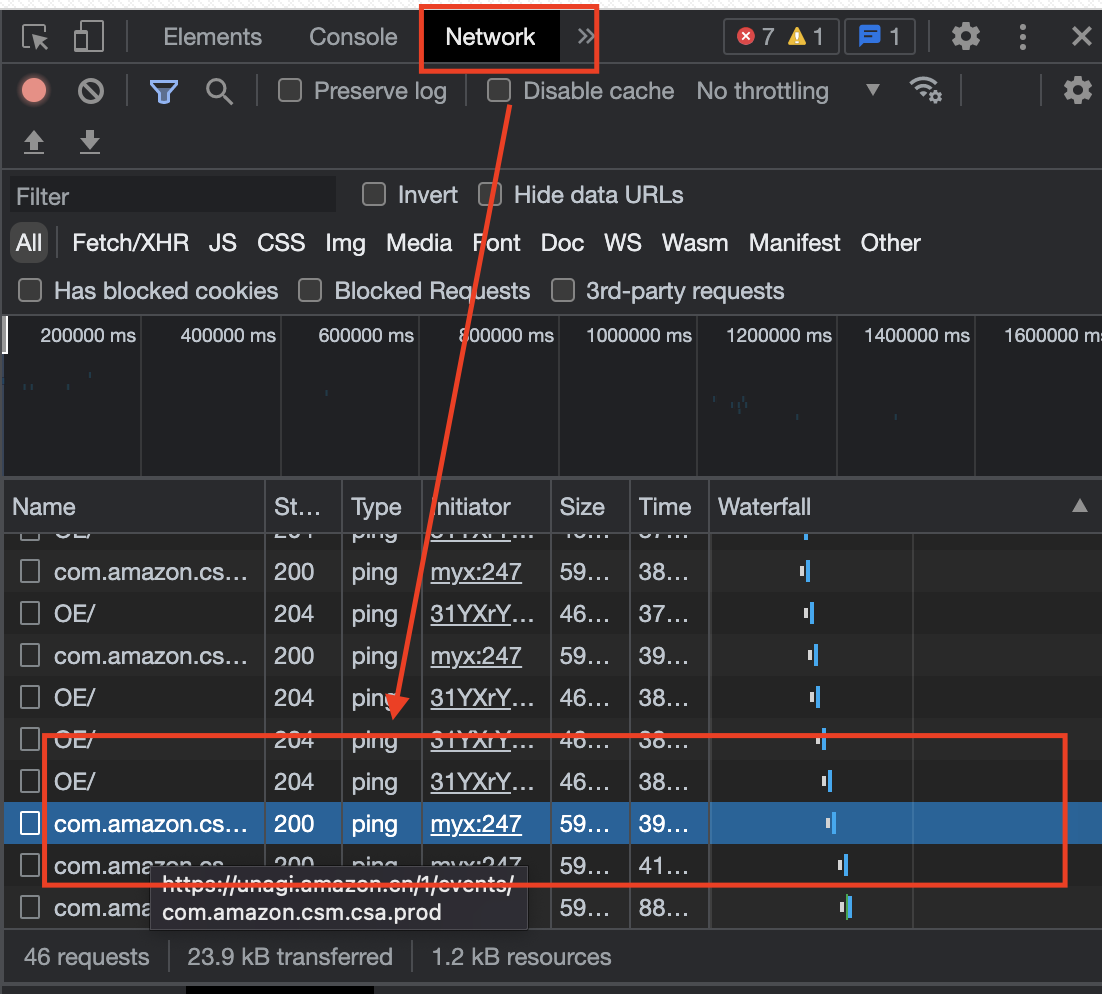 Elements Console Network » 7 1 1
Preserve log Disable cache No throttling
Filter Invert Hide data URLs
All Fetch/XHR JS CSS Img Media Font Doc WS Wasm Manifest Other
Has blocked cookies Blocked Requests 3rd-party requests
200000 ms 400000 ms 600000 ms 800000 ms 1000000 ms 1200000 ms 1400000 ms 1600000 ms
Name St... Type Initiator Size Time Waterfall
OE/ 204 ping 31YXrY... 46... 37...
com.amazon.cs... 200 ping myx:247 59... 38...
OE/ 204 ping 31YXrY... 46... 37...
com.amazon.cs... 200 ping myx:247 59... 39...
OE/ 204 ping 31YXrY... 46... 38...
OE/ 204 ping 31YXrY... 46... 38...
OE/ 204 ping 31YXrY... 46... 38...
com.amazon.cs... 200 ping myx:247 59... 39...
com.amazon.cs... 200 ping myx:247 59... 41...
com.ama 59... 88...
https://unagi.amazon.cn/1/events/
com.amazon.csm.csa.prod
46 requests 23.9 kB transferred 1.2 kB resources